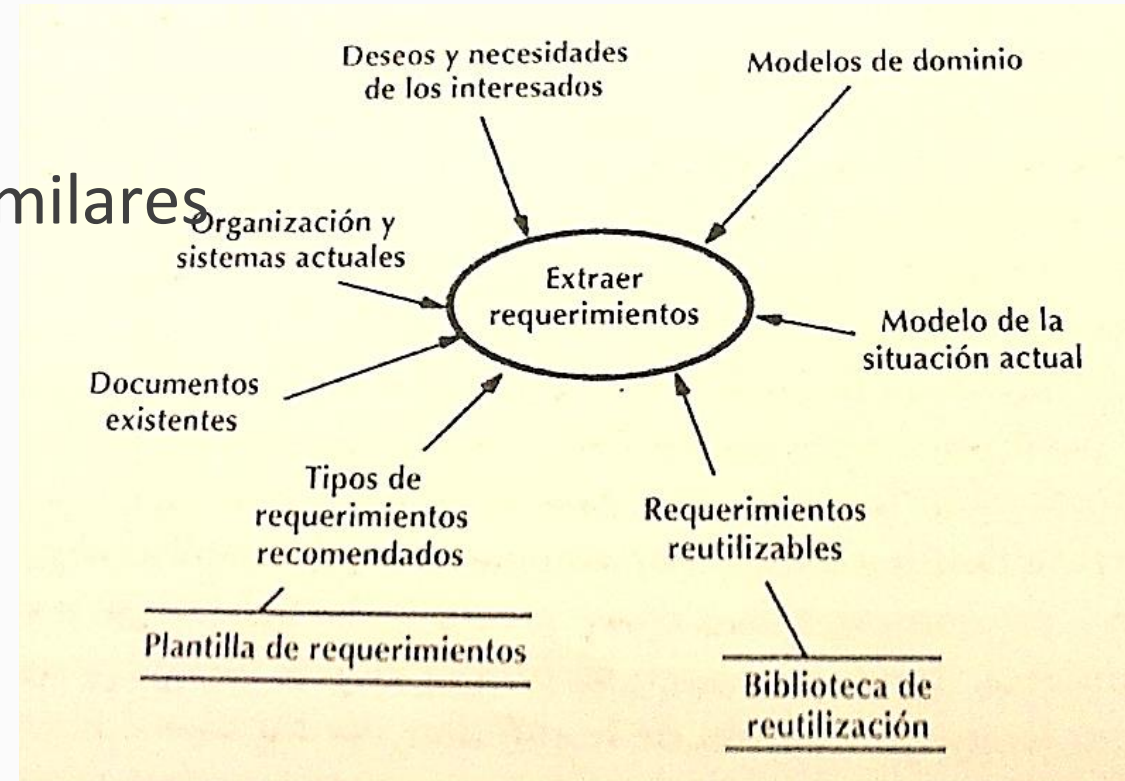 Deseos y necesidades
de los interesados
Modelos de dominio
milares
Organización y
sistemas actuales
Extraer
requerimientos
Modelo de la
situación actual
Documentos
existentes
Tipos de
requerimientos
recomendados
Requerimientos
reutilizables
Plantilla de requerimientos
Biblioteca de
reutilización